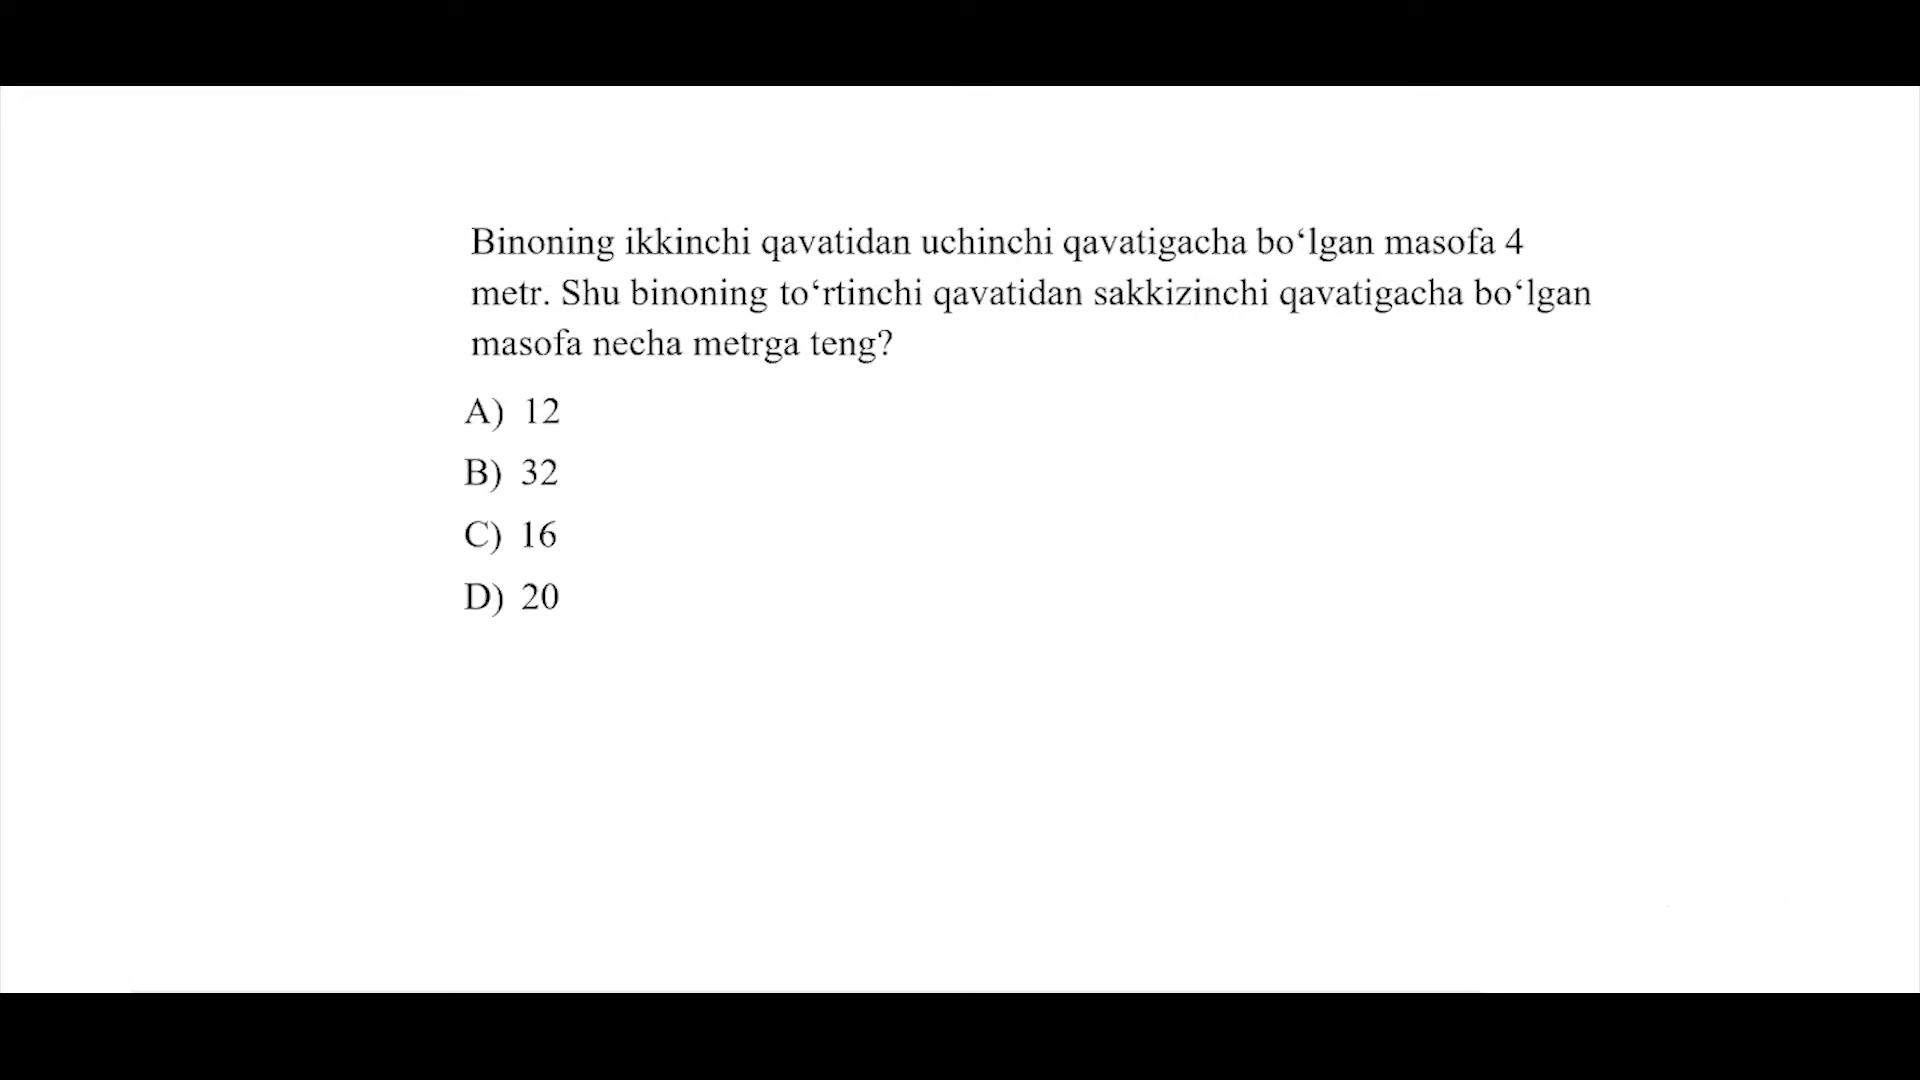 Binoning ikkinchi qavatidan uchinchi qavatigacha bo‘lgan masofa 4
metr. Shu binoning to‘rtinchi qavatidan sakkizinchi qavatigacha bo‘lgan
masofa necha metrga teng?
A) 12
B) 32
C) 16
D) 20